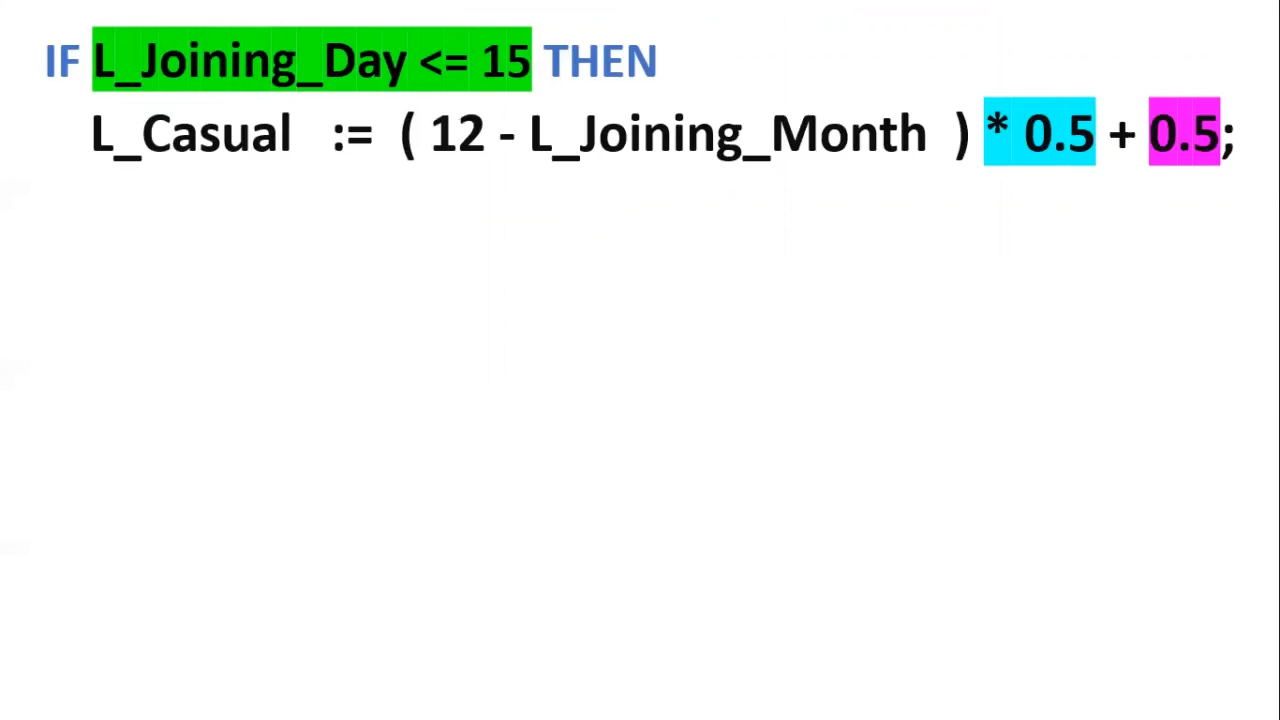 IF L_Joining_Day <= 15 THEN
L_Casual := ( 12 - L_Joining_Month ) * 0.5 + 0.5;